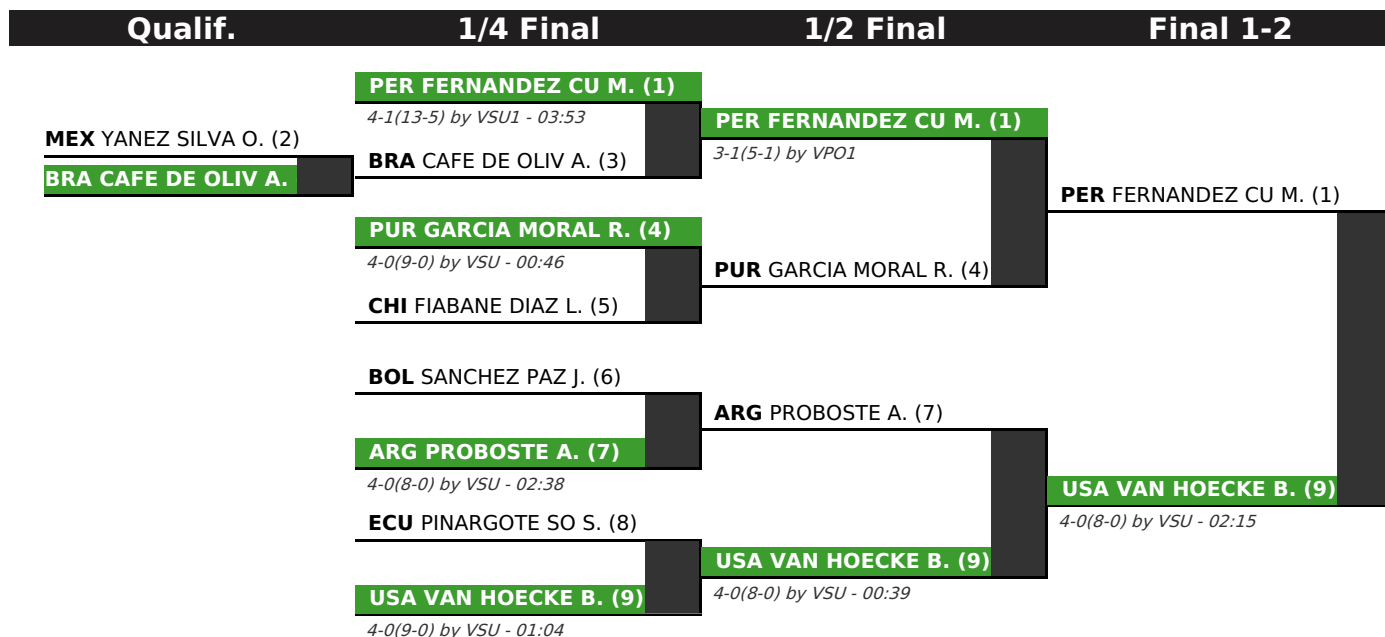 Qualif. 1/4 Final 1/2 Final Final 1-2
MEX YANEZ SILVA O. (2)
BRA CAFE DE OLIV A.
PER FERNANDEZ CU M. (1)
4-1(13-5) by VSU1 - 03:53
BRA CAFE DE OLIV A. (3)
PUR GARCIA MORAL R. (4)
4-0(9-0) by VSU - 00:46
CHI FIABANE DIAZ L. (5)
BOL SANCHEZ PAZ J. (6)
ARG PROBOSTE A. (7)
4-0(8-0) by VSU - 02:38
ECU PINARGOTE SO S. (8)
USA VAN HOECKE B. (9)
4-0(9-0) by VSU - 01:04
PER FERNANDEZ CU M. (1)
3-1(5-1) by VPO1
PUR GARCIA MORAL R. (4)
ARG PROBOSTE A. (7)
USA VAN HOECKE B. (9)
4-0(8-0) by VSU - 00:39
PER FERNANDEZ CU M. (1)
USA VAN HOECKE B. (9)
4-0(8-0) by VSU - 02:15